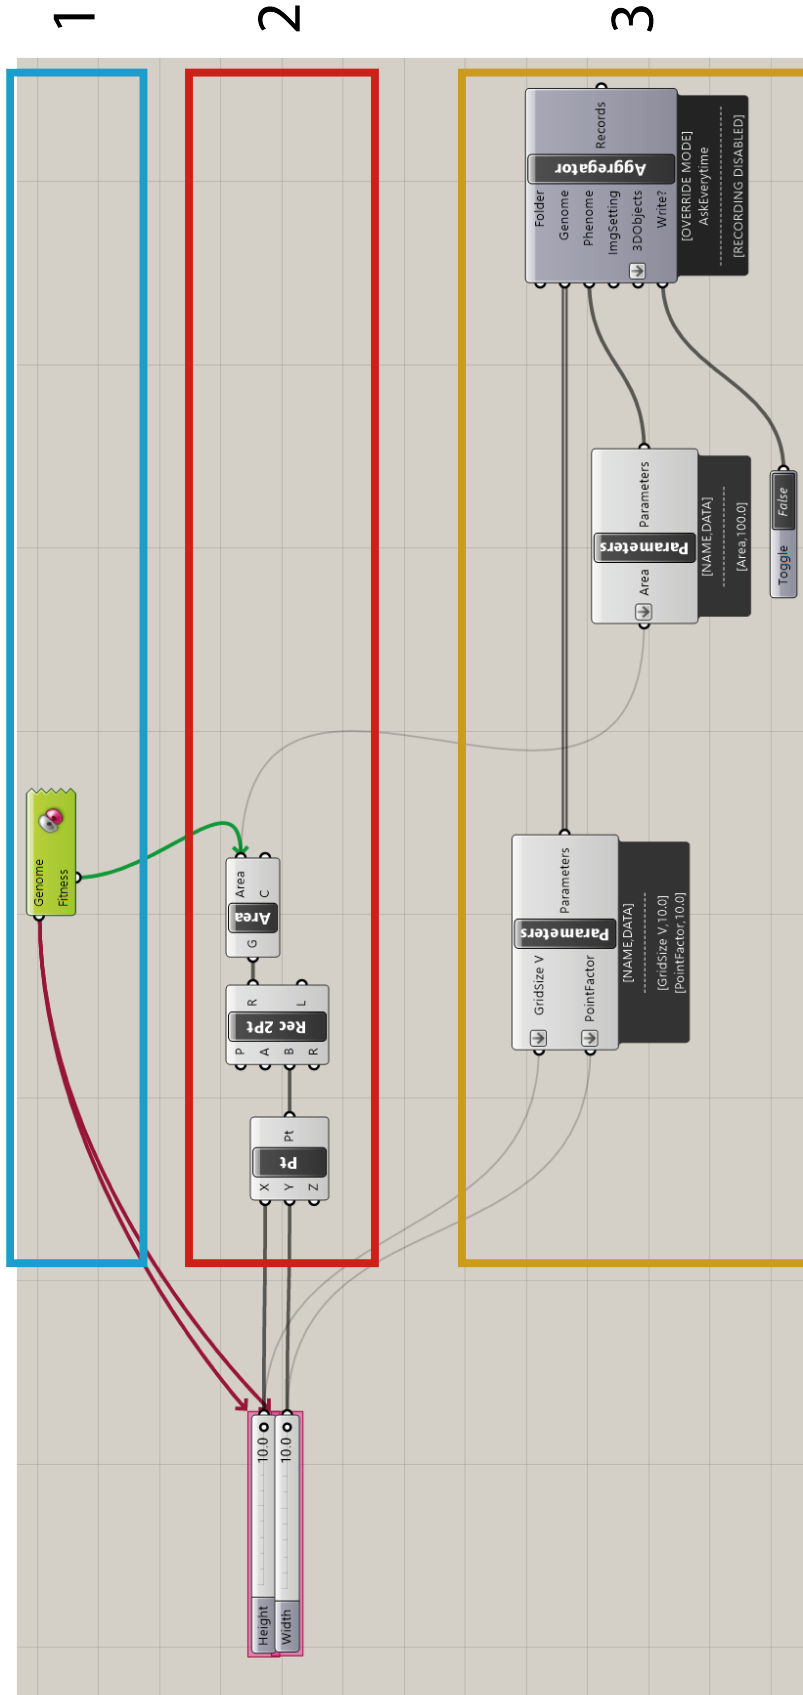 1
Genome
Fitness
2
Height 10.0
Width 10.0
X
Y
Z
Pt
Pt
P
A
B
R
Rec 2Pt
R
L
G
Area
Area
C
3
GridSize V
PointFactor
Parameters
Parameters
[NAME,DATA]
[GridSize V,10.0]
[PointFactor,10.0]
Area
Parameters
Parameters
[NAME,DATA]
[Area,100.0]
Toggle False
Folder
Genome
Phenome
ImgSetting
3DObjects
Write?
Aggregator
Records
[OVERRIDE MODE]
AskEverytime
[RECORDING DISABLED]